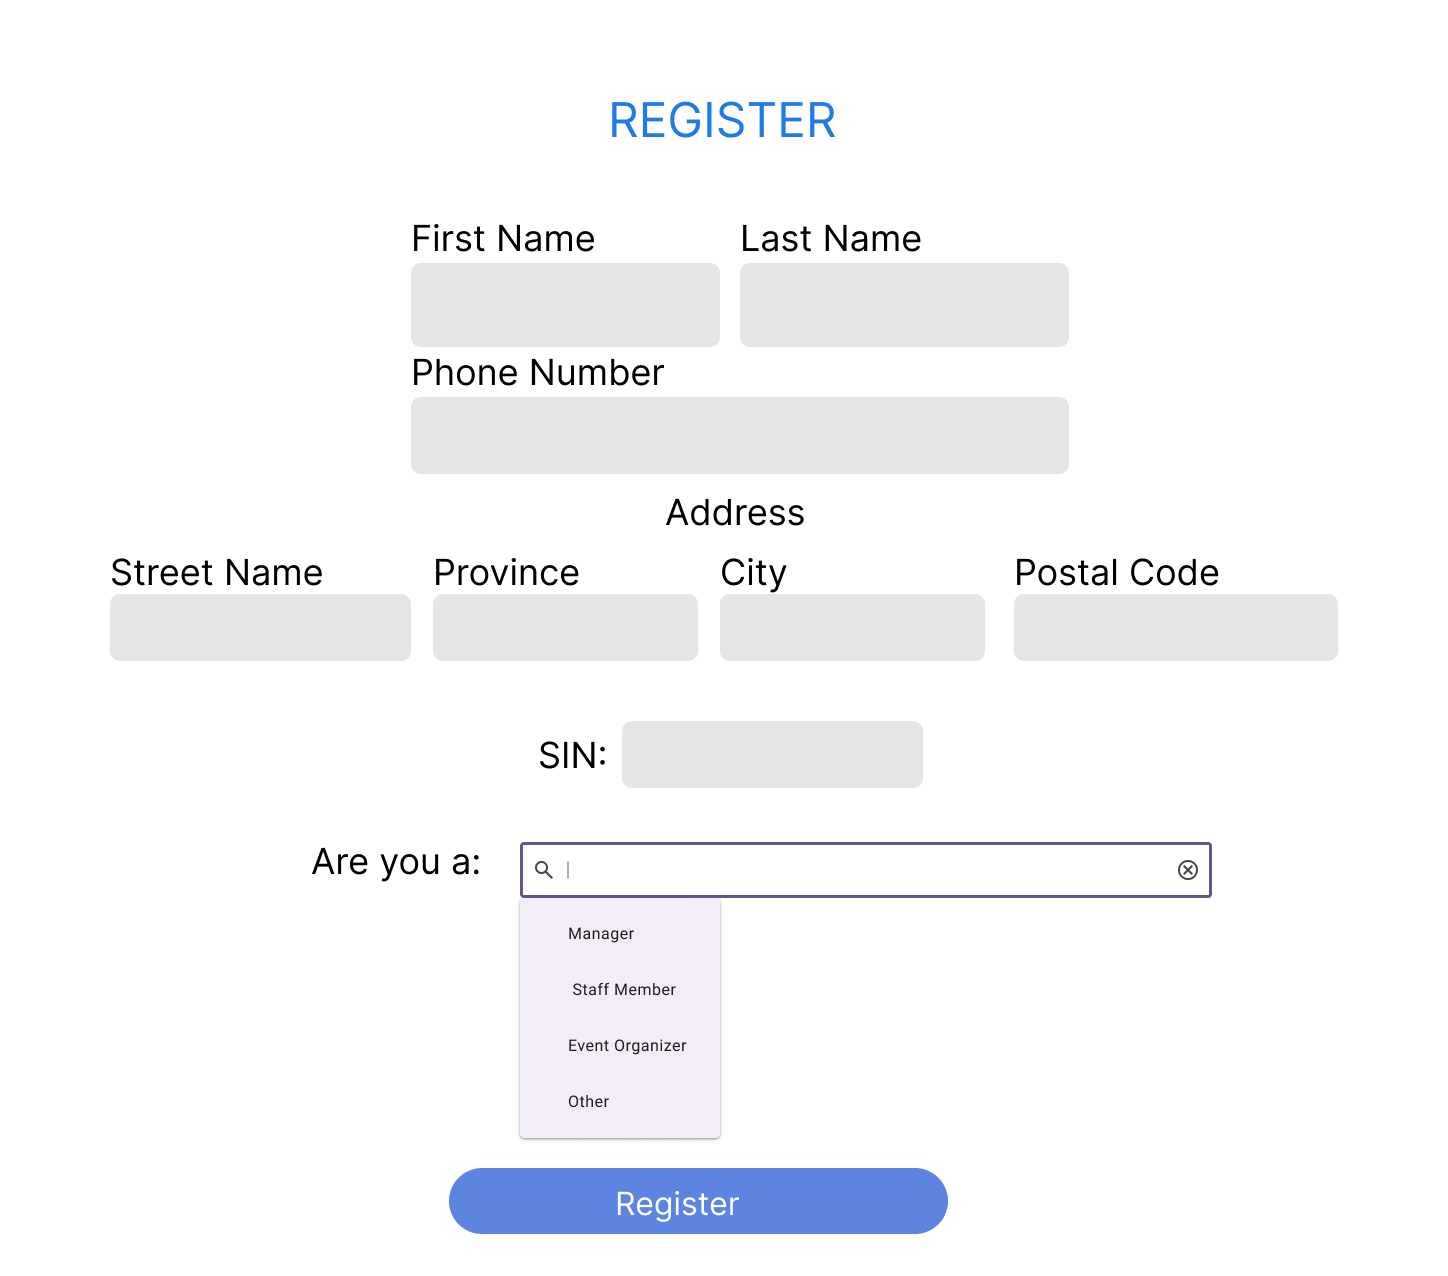 REGISTER
First Name Last Name
Phone Number
Address
Street Name Province City Postal Code
SIN:
Are you a:
Manager
Staff Member
Event Organizer
Other
Register